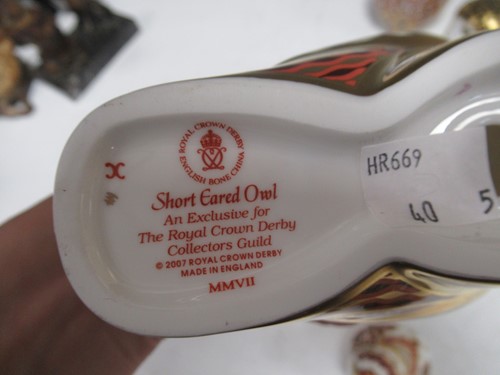 ROYAL CROWN DERBY
ENGLISH BONE CHINA
Short Eared Owl
An Exclusive for
The Royal Crown Derby
Collectors Guild
© 2007 ROYAL CROWN DERBY
MADE IN ENGLAND
MMVII
HR669
40 5